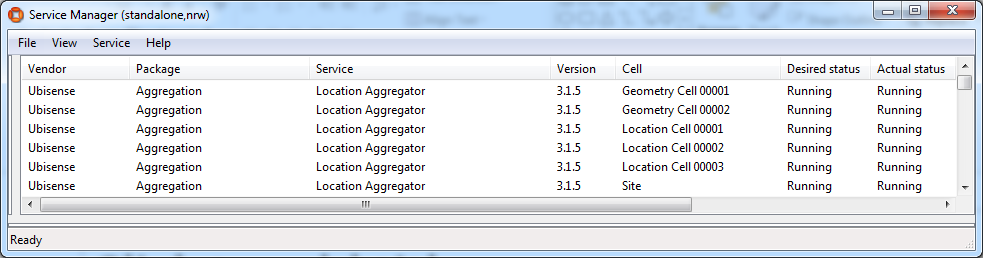 Service Manager (standalone,nrw)
File View Service Help
Vendor Package Service Version Cell Desired status Actual status
Ubisense Aggregation Location Aggregator 3.1.5 Geometry Cell 00001 Running Running
Ubisense Aggregation Location Aggregator 3.1.5 Geometry Cell 00002 Running Running
Ubisense Aggregation Location Aggregator 3.1.5 Location Cell 00001 Running Running
Ubisense Aggregation Location Aggregator 3.1.5 Location Cell 00002 Running Running
Ubisense Aggregation Location Aggregator 3.1.5 Location Cell 00003 Running Running
Ubisense Aggregation Location Aggregator 3.1.5 Site Running Running
Ready